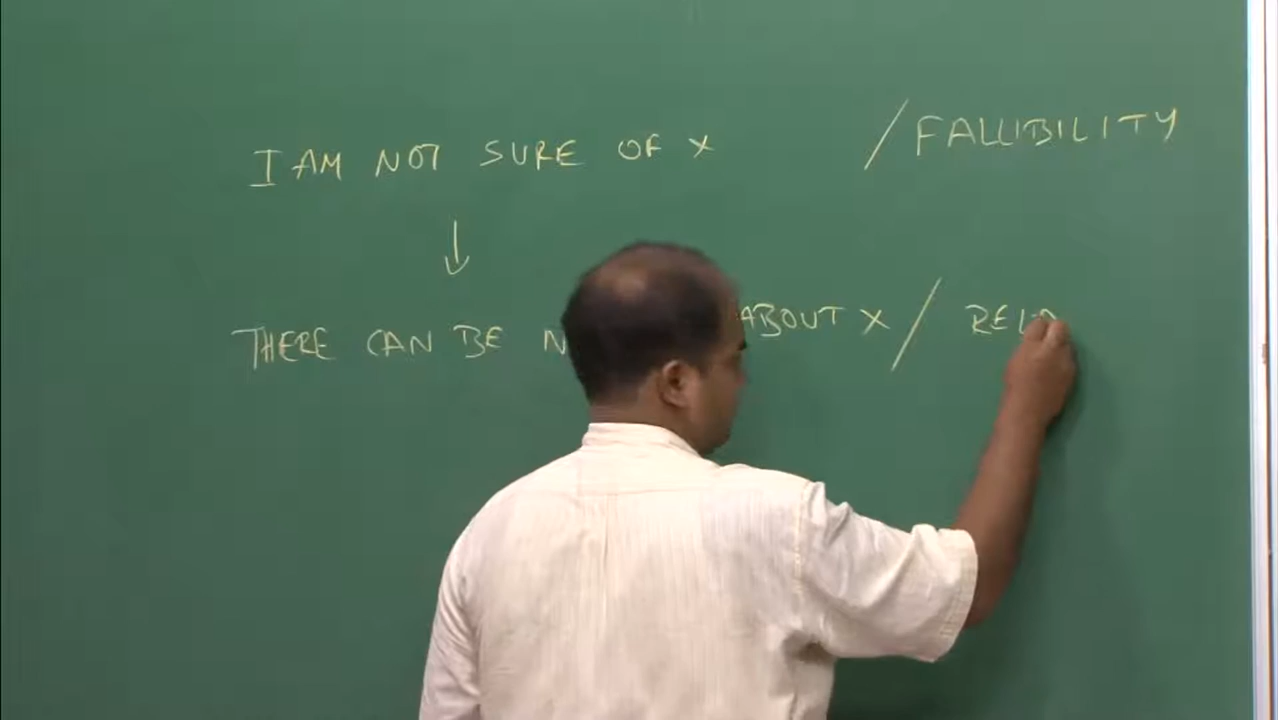 I AM NOT SURE OF X / FALLIBILITY
↓
THERE CAN BE ABOUT X /